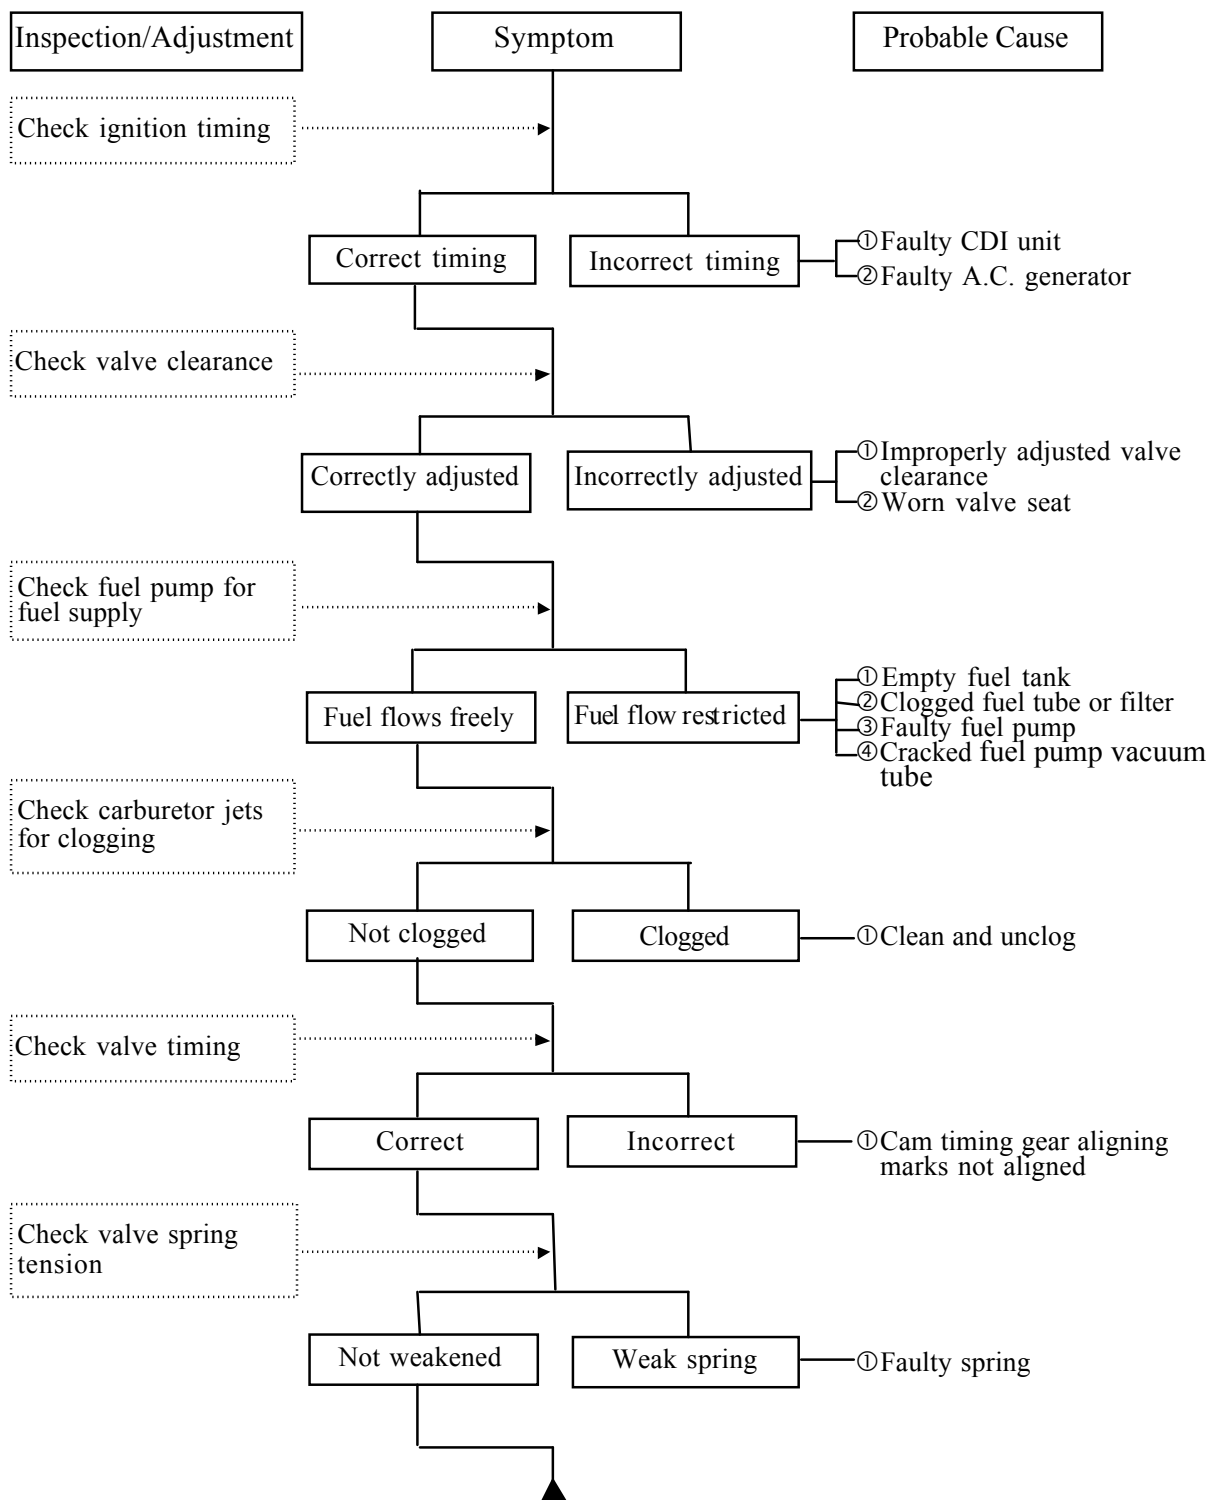 Inspection/Adjustment
Symptom
Probable Cause
Check ignition timing
Correct timing
Incorrect timing
①Faulty CDI unit
②Faulty A.C. generator
Check valve clearance
Correctly adjusted
Incorrectly adjusted
①Improperly adjusted valve
clearance
②Worn valve seat
Check fuel pump for
fuel supply
Fuel flows freely
Fuel flow restricted
①Empty fuel tank
②Clogged fuel tube or filter
③Faulty fuel pump
④Cracked fuel pump vacuum
tube
Check carburetor jets
for clogging
Not clogged
Clogged
①Clean and unclog
Check valve timing
Correct
Incorrect
①Cam timing gear aligning
marks not aligned
Check valve spring
tension
Not weakened
Weak spring
①Faulty spring